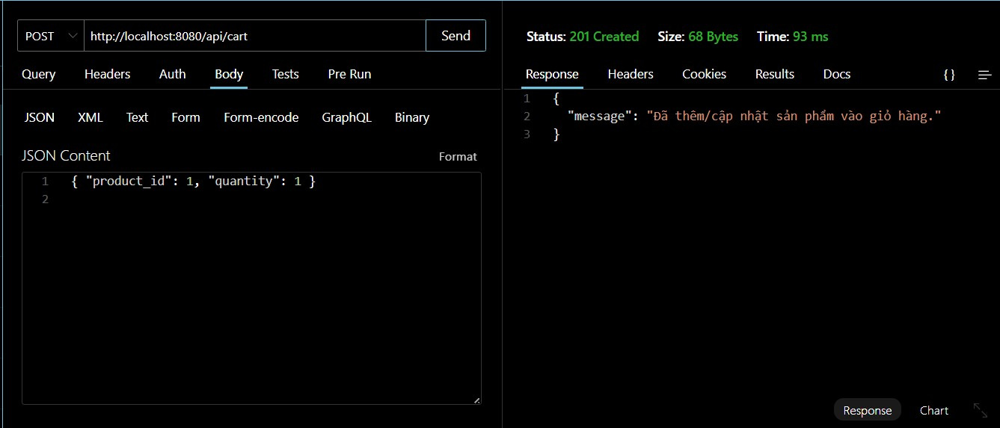 POST http://localhost:8080/api/cart Send
Query Headers Auth Body Tests Pre Run
JSON XML Text Form Form-encode GraphQL Binary
JSON Content Format
1 { "product_id": 1, "quantity": 1 }
2
Status: 201 Created Size: 68 Bytes Time: 93 ms
Response Headers Cookies Results Docs { }
1 {
2 "message": "Đã thêm/cập nhật sản phẩm vào giỏ hàng."
3 }
Response Chart